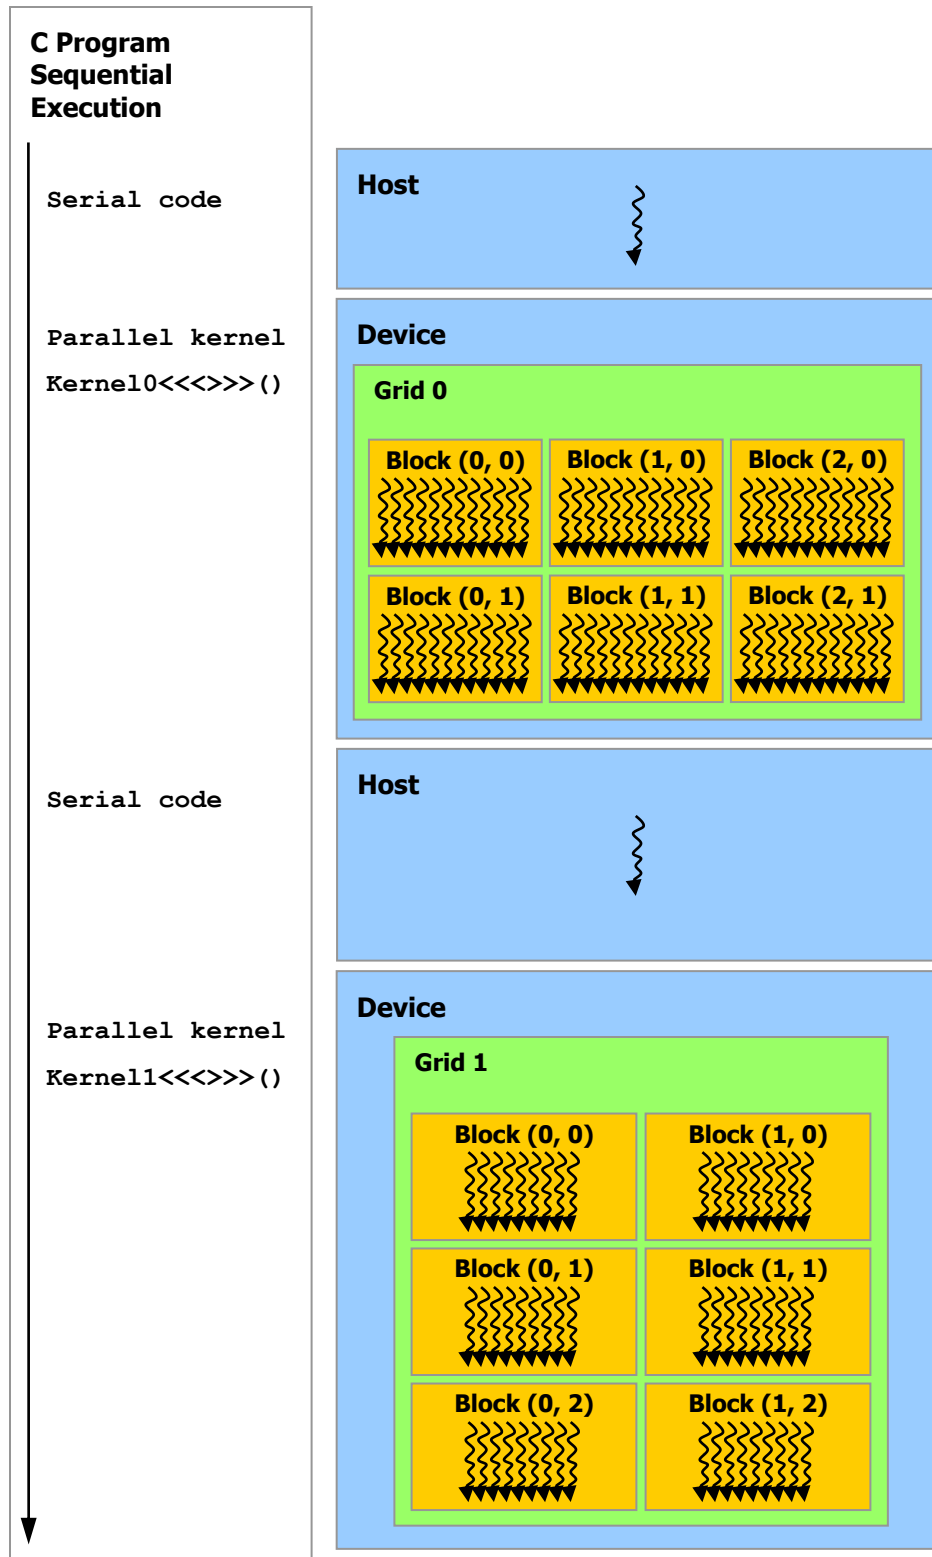 C Program
Sequential
Execution
Serial code
Host
Parallel kernel
Kernel0<<<>>>()
Device
Grid 0
Block (0, 0)
Block (1, 0)
Block (2, 0)
Block (0, 1)
Block (1, 1)
Block (2, 1)
Serial code
Host
Parallel kernel
Kernel1<<<>>>()
Device
Grid 1
Block (0, 0)
Block (1, 0)
Block (0, 1)
Block (1, 1)
Block (0, 2)
Block (1, 2)